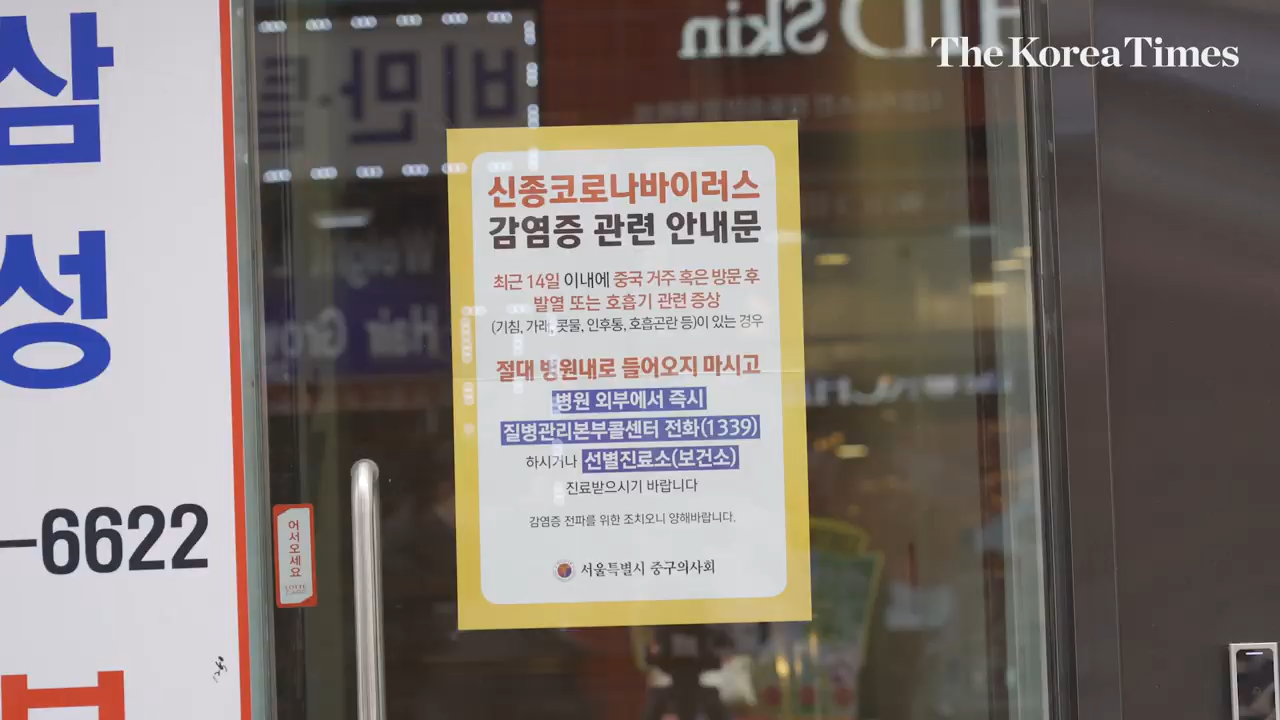 The Korea Times
HD Skin
비만·틀
삼
성
-6622
보
Hair Grow
어서오세요
신종코로나바이러스
감염증 관련 안내문
최근 14일 이내에 중국 거주 혹은 방문 후
발열 또는 호흡기 관련 증상
(기침, 가래, 콧물, 인후통, 호흡곤란 등)이 있는 경우
절대 병원내로 들어오지 마시고
병원 외부에서 즉시
질병관리본부콜센터 전화(1339)
하시거나 선별진료소(보건소)
진료받으시기 바랍니다
감염증 전파를 위한 조치오니 양해바랍니다.
서울특별시 중구의사회